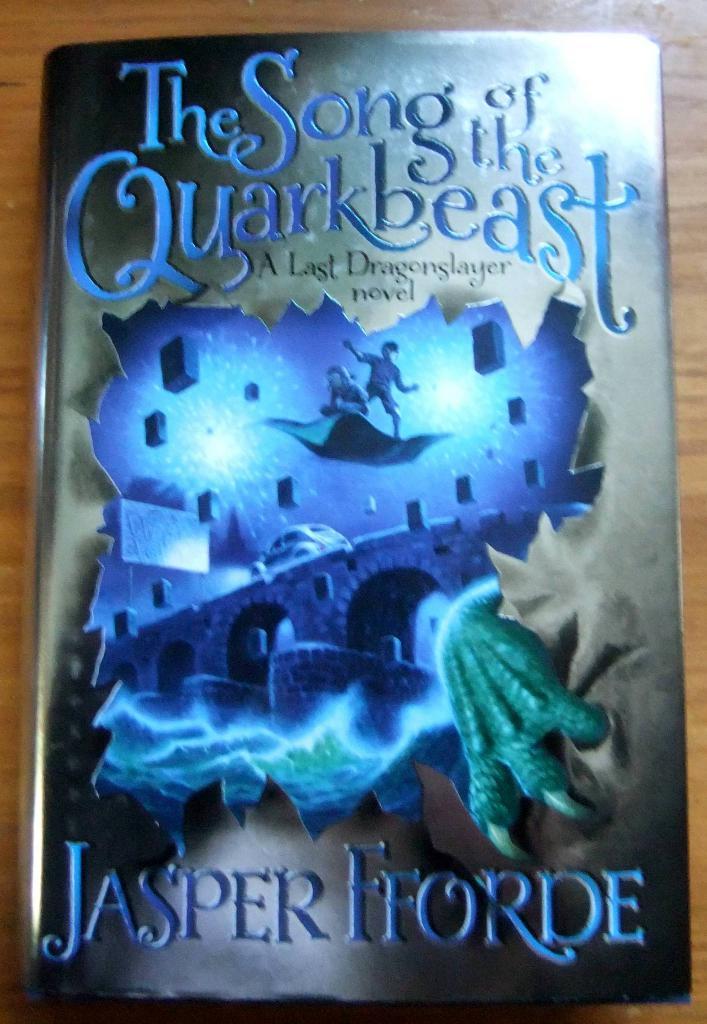 The Song of
the
Quarkbeast
A Last Dragonslayer
novel
Jasper Fforde